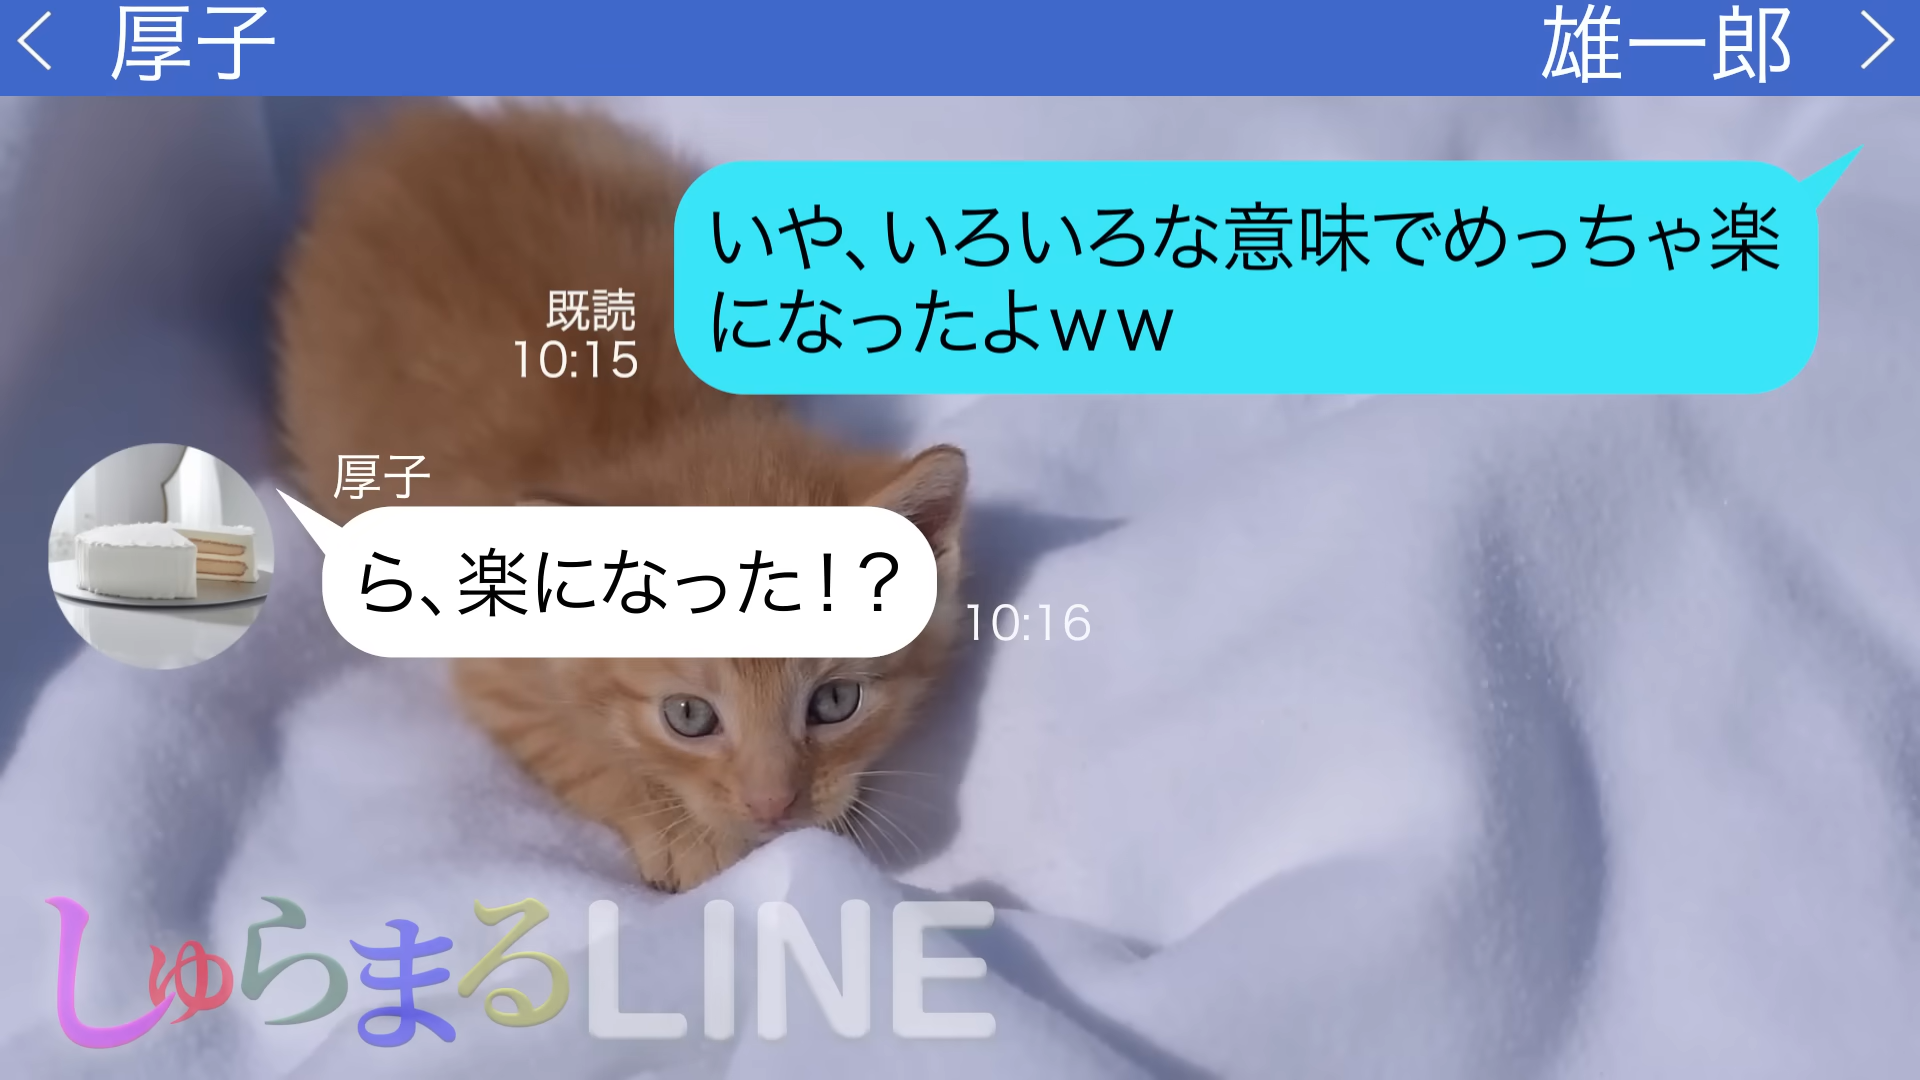 厚子
雄一郎
いや、いろいろな意味でめっちゃ楽
になったよｗｗ
既読
10:15
厚子
ら、楽になった！？
10:16
しゅらまるLINE